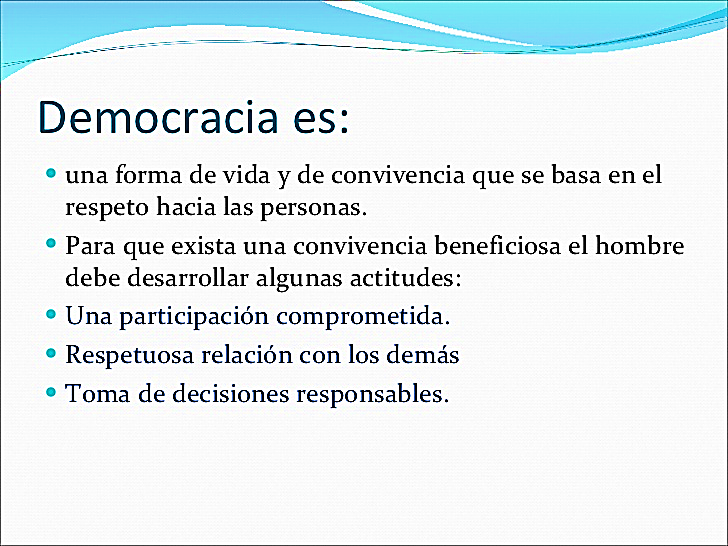 Democracia es:
una forma de vida y de convivencia que se basa en el
respeto hacia las personas.
Para que exista una convivencia beneficiosa el hombre
debe desarrollar algunas actitudes:
Una participación comprometida.
Respetuosa relación con los demás
Toma de decisiones responsables.